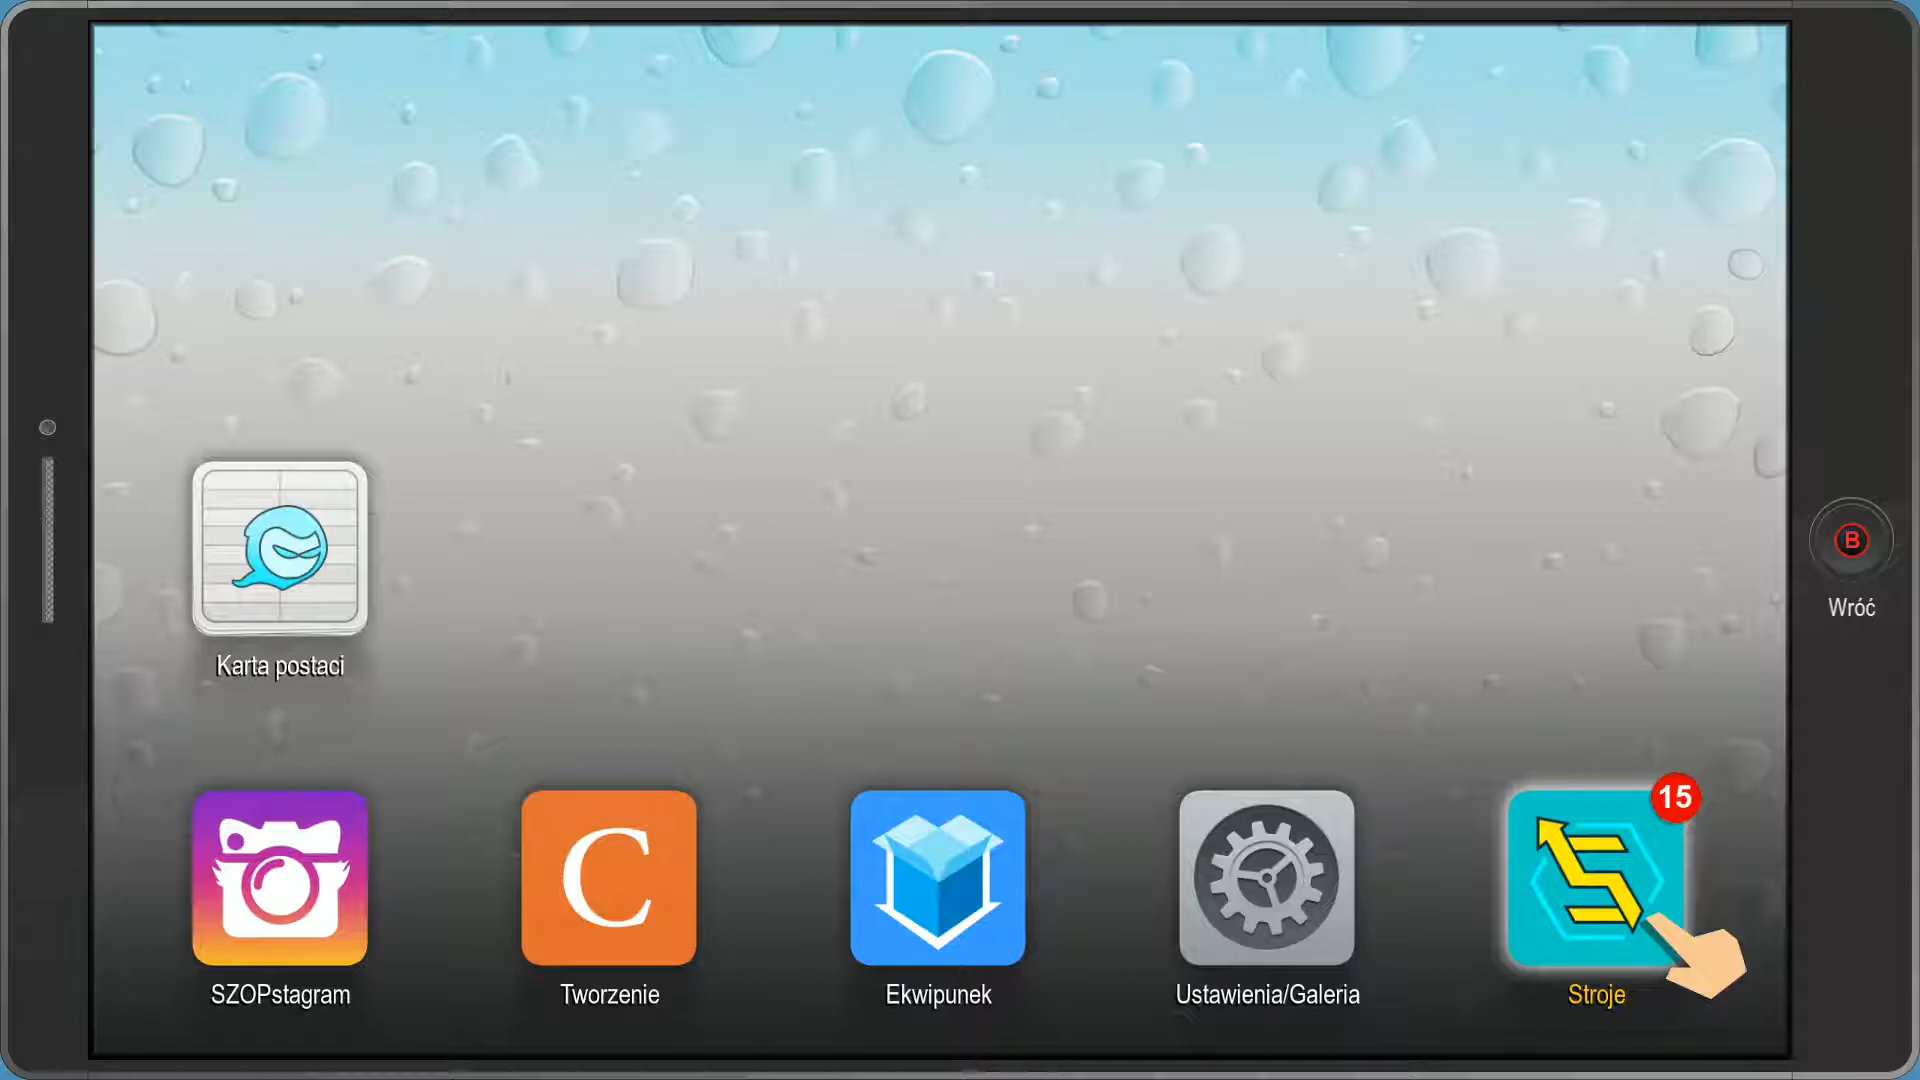 B
Wróć
Karta postaci
15
C
SZOPstagram
Tworzenie
Ekwipunek
Ustawienia/Galeria
Stroje